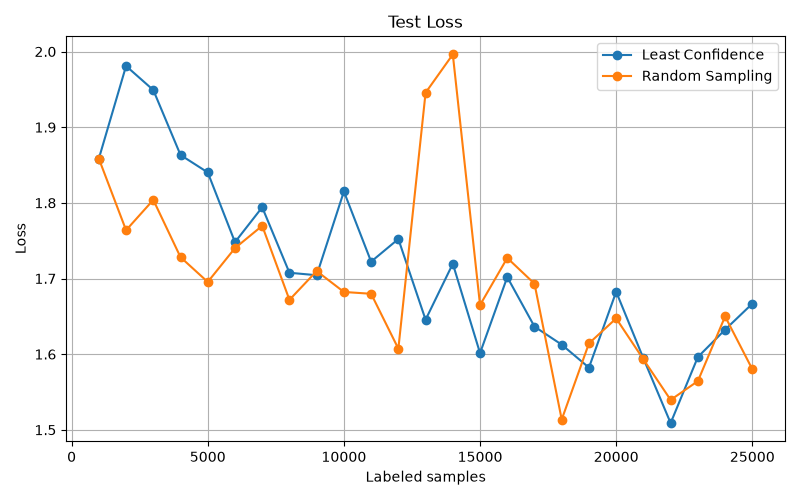 Test Loss
Least Confidence
Random Sampling
Loss
2.0
1.9
1.8
1.7
1.6
1.5
0
5000
10000
15000
20000
25000
Labeled samples